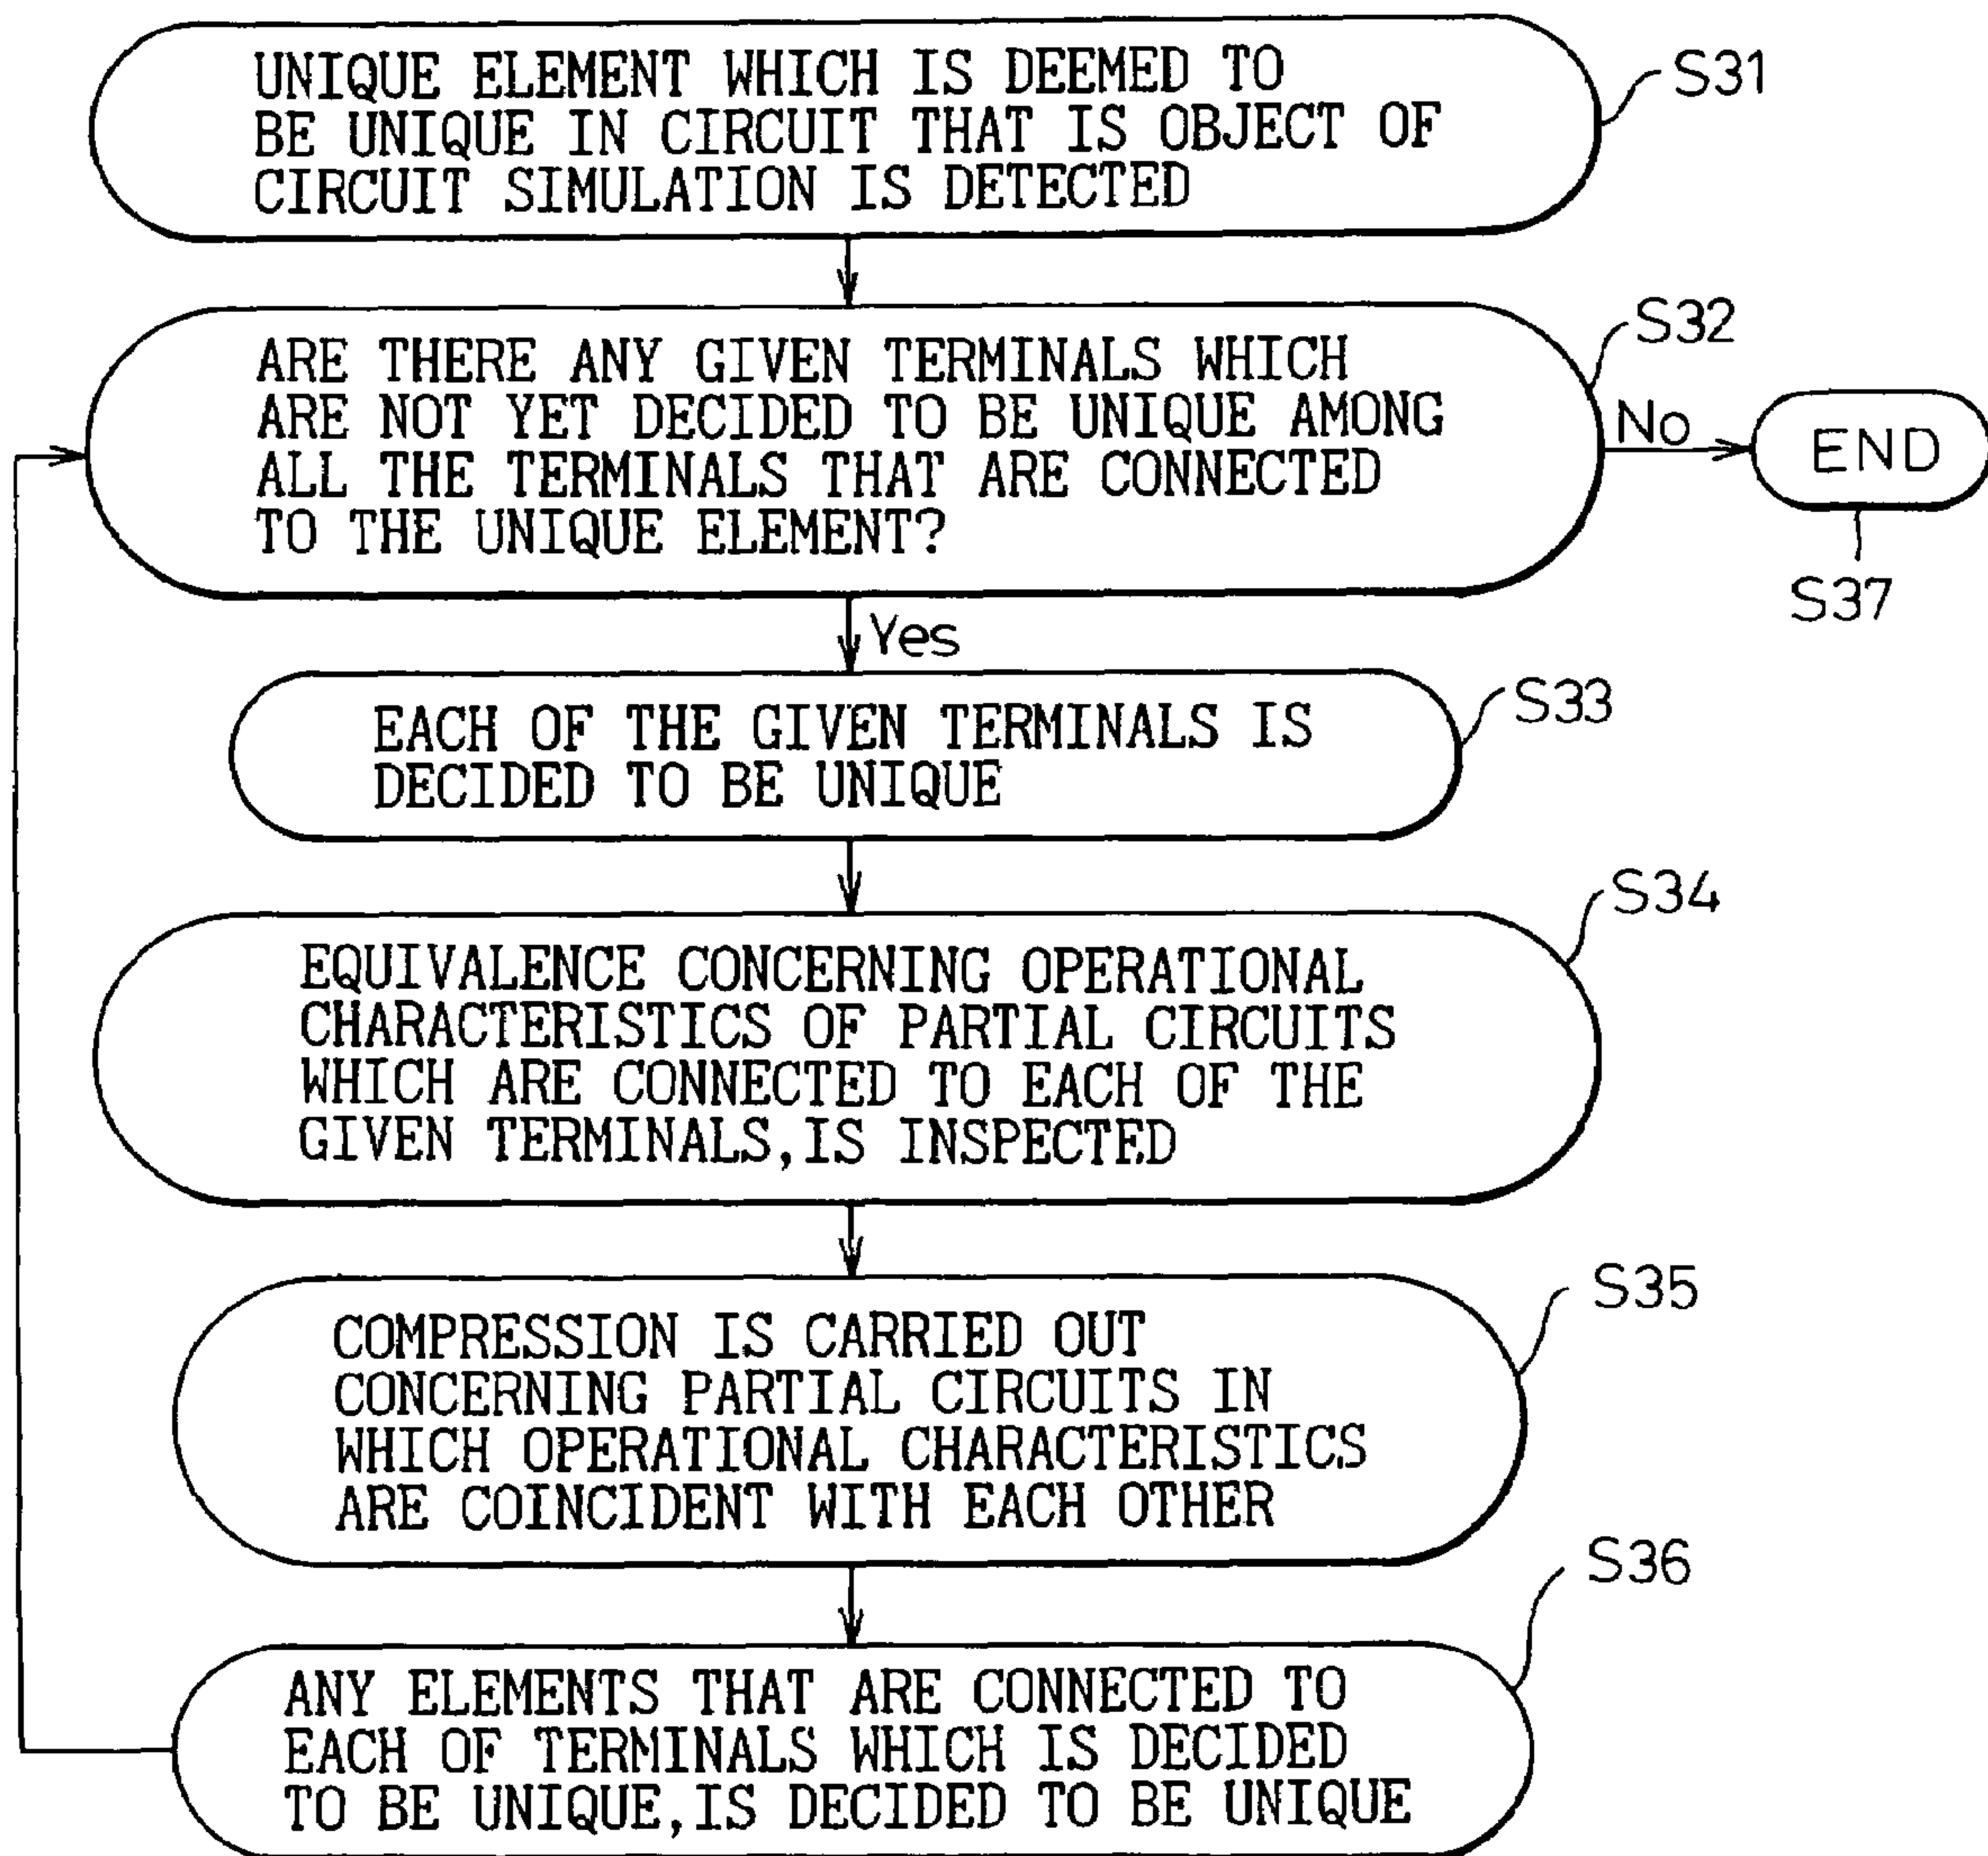 UNIQUE ELEMENT WHICH IS DEEMED TO
BE UNIQUE IN CIRCUIT THAT IS OBJECT OF
CIRCUIT SIMULATION IS DETECTED
S31
ARE THERE ANY GIVEN TERMINALS WHICH
ARE NOT YET DECIDED TO BE UNIQUE AMONG
ALL THE TERMINALS THAT ARE CONNECTED
TO THE UNIQUE ELEMENT?
S32
No
END
S37
Yes
EACH OF THE GIVEN TERMINALS IS
DECIDED TO BE UNIQUE
S33
EQUIVALENCE CONCERNING OPERATIONAL
CHARACTERISTICS OF PARTIAL CIRCUITS
WHICH ARE CONNECTED TO EACH OF THE
GIVEN TERMINALS, IS INSPECTED
S34
COMPRESSION IS CARRIED OUT
CONCERNING PARTIAL CIRCUITS IN
WHICH OPERATIONAL CHARACTERISTICS
ARE COINCIDENT WITH EACH OTHER
S35
ANY ELEMENTS THAT ARE CONNECTED TO
EACH OF TERMINALS WHICH IS DECIDED
TO BE UNIQUE, IS DECIDED TO BE UNIQUE
S36